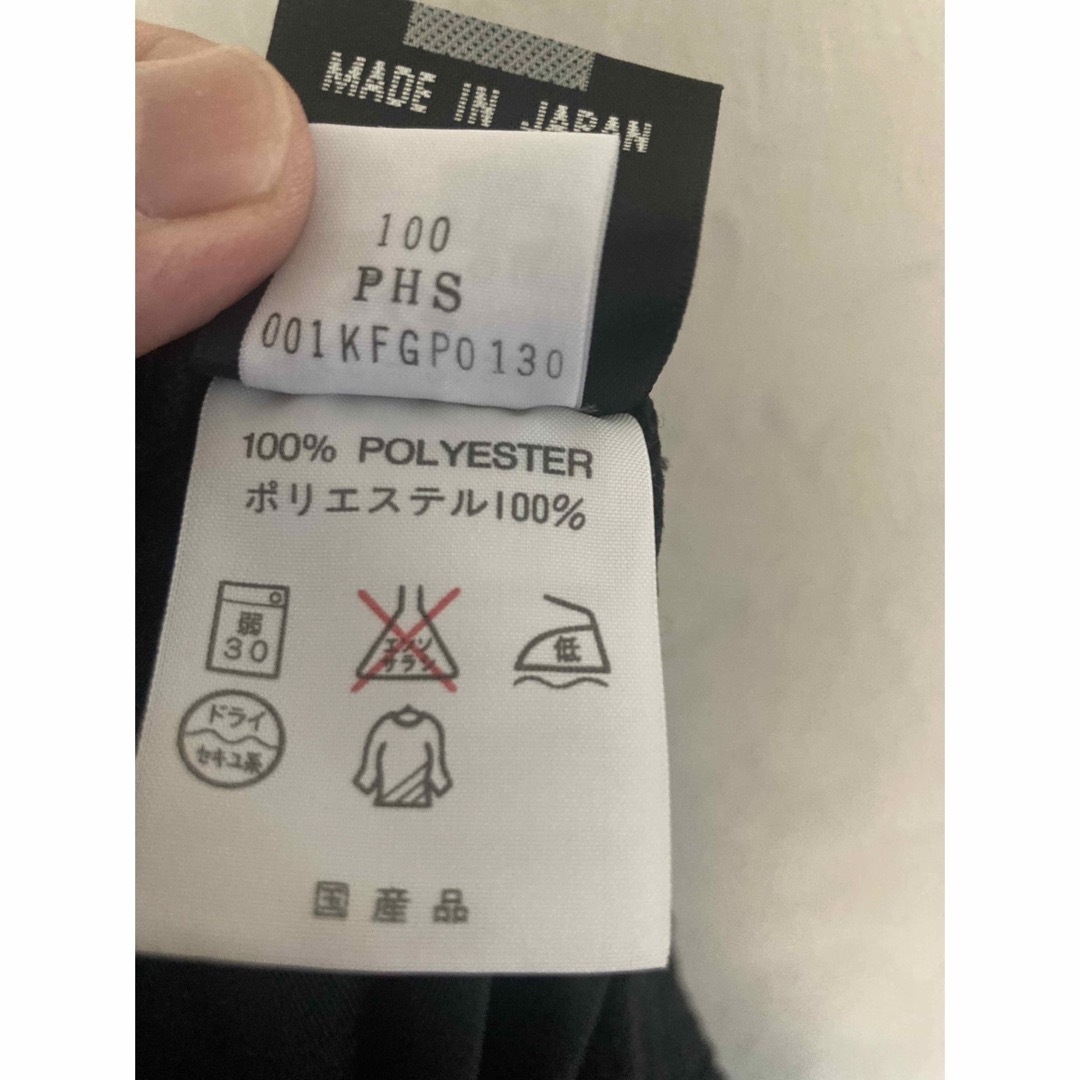 MADE IN JAPAN
100
PHS
001KFGP0130
100% POLYESTER
ポリエステル100%
弱
30
エンソ
サラシ
低
ドライ
セキユ系
国産品